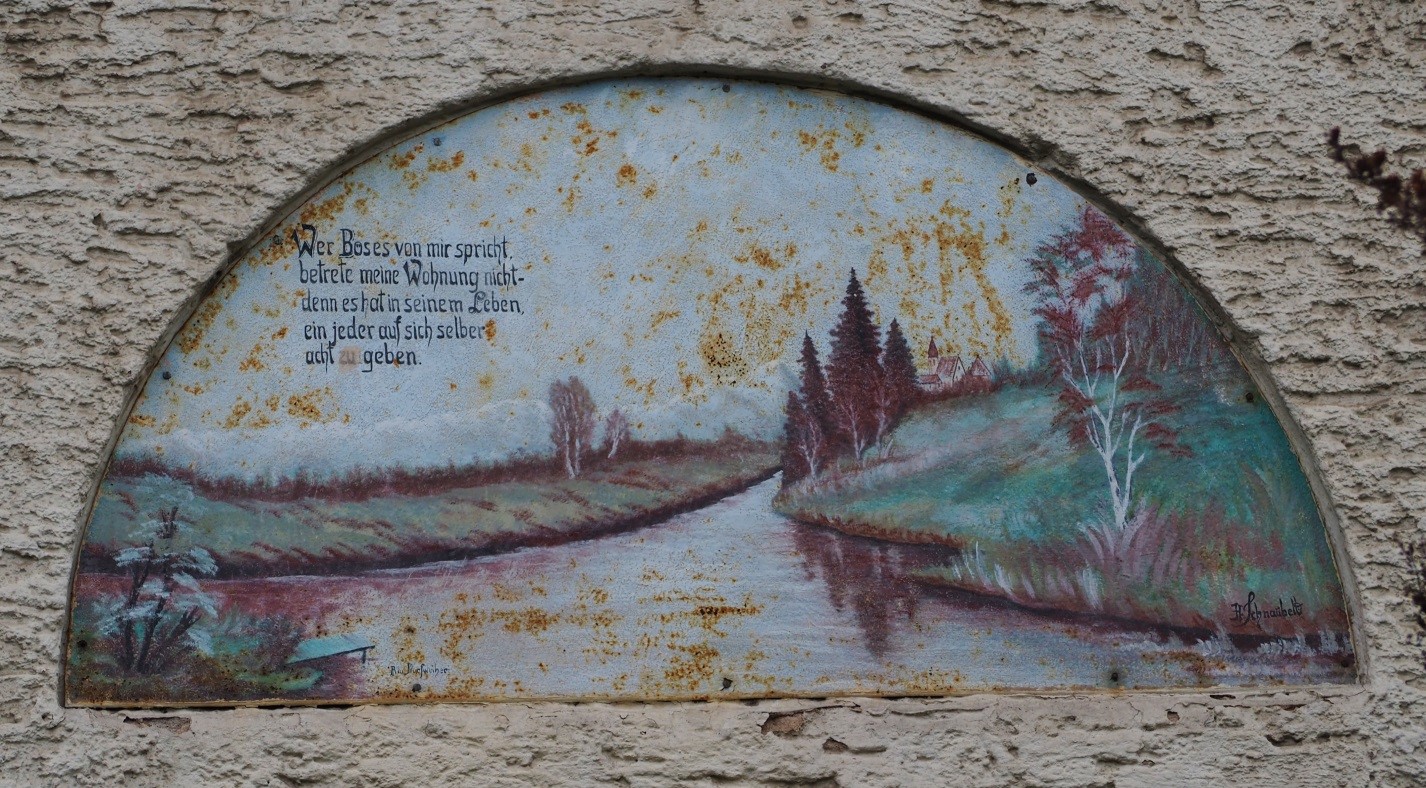 Wer Böses von mir spricht,
betrete meine Wohnung nicht-
denn es hat in seinem Leben,
ein jeder auf sich selber
acht zu geben.
H. Schnaubelt